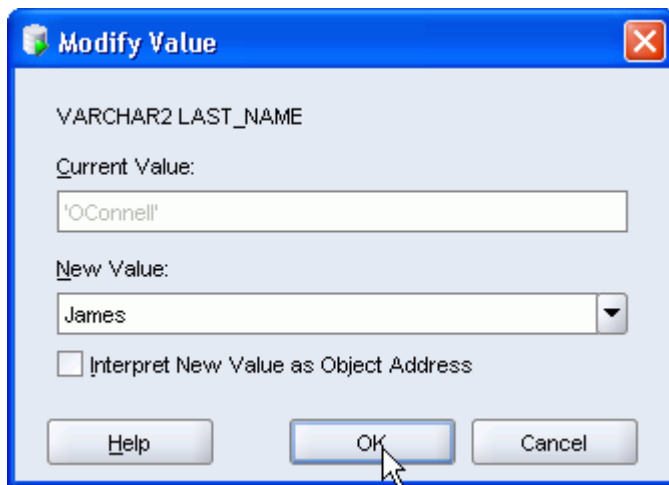 Modify Value
VARCHAR2 LAST_NAME
Current Value:
'OConnell'
New Value:
James
Interpret New Value as Object Address
Help OK Cancel